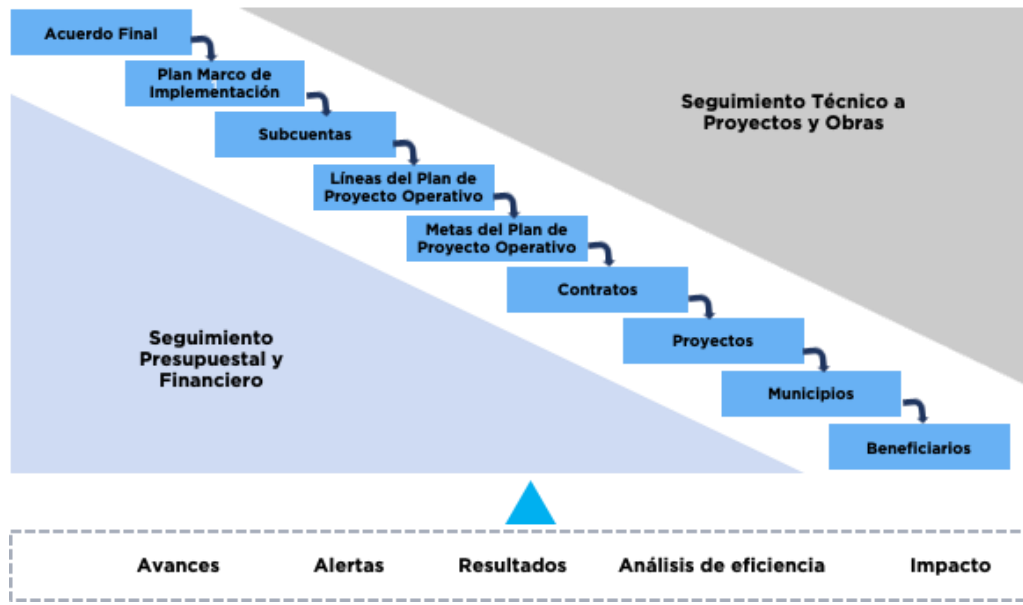 Acuerdo Final
Plan Marco de
Implementación
Subcuentas
Líneas del Plan de
Proyecto Operativo
Metas del Plan de
Proyecto Operativo
Contratos
Proyectos
Municipios
Beneficiarios
Seguimiento Técnico a
Proyectos y Obras
Seguimiento
Presupuestal y
Financiero
Avances
Alertas
Resultados
Análisis de eficiencia
Impacto